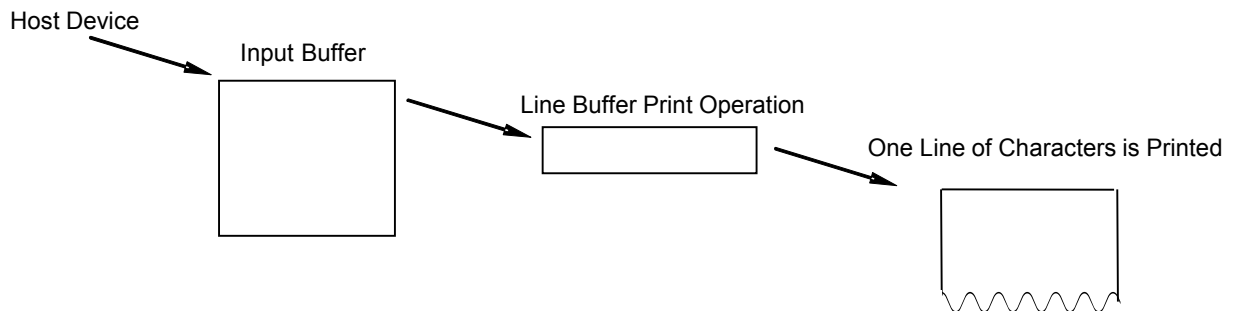 Host Device
Input Buffer
Line Buffer Print Operation
One Line of Characters is Printed